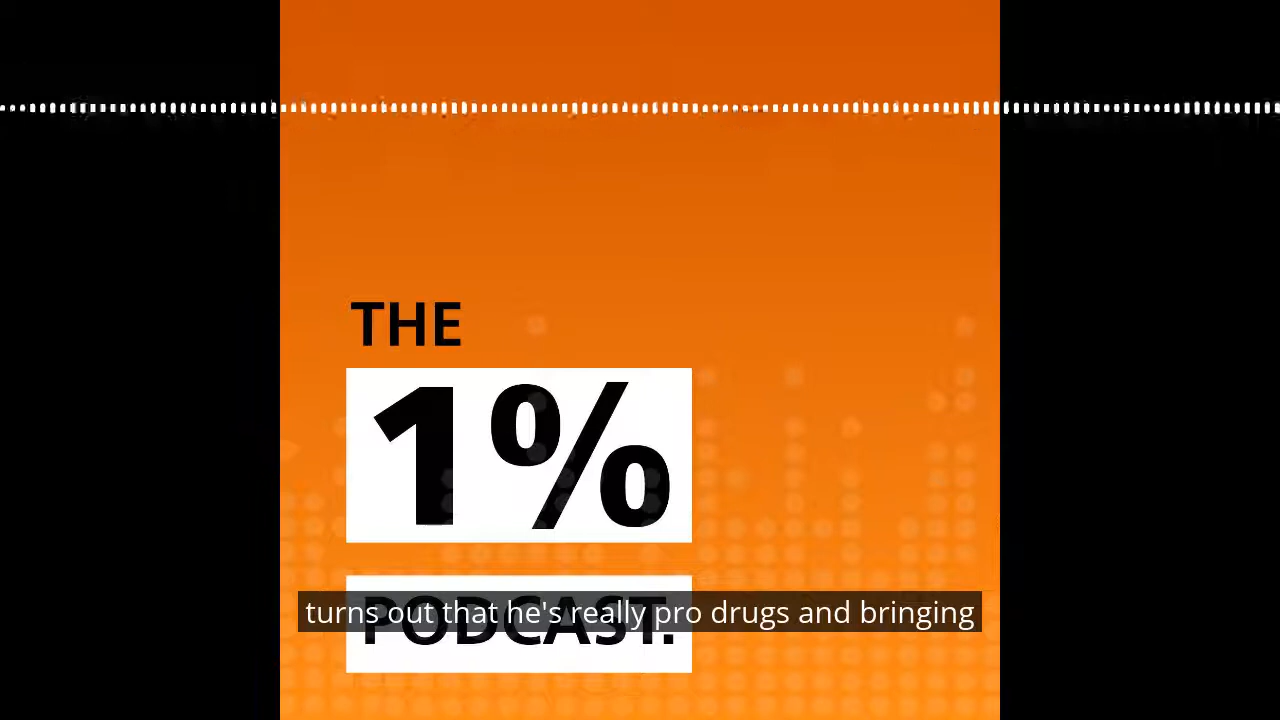 THE
1%
PODCAST.
turns out that he's really pro drugs and bringing